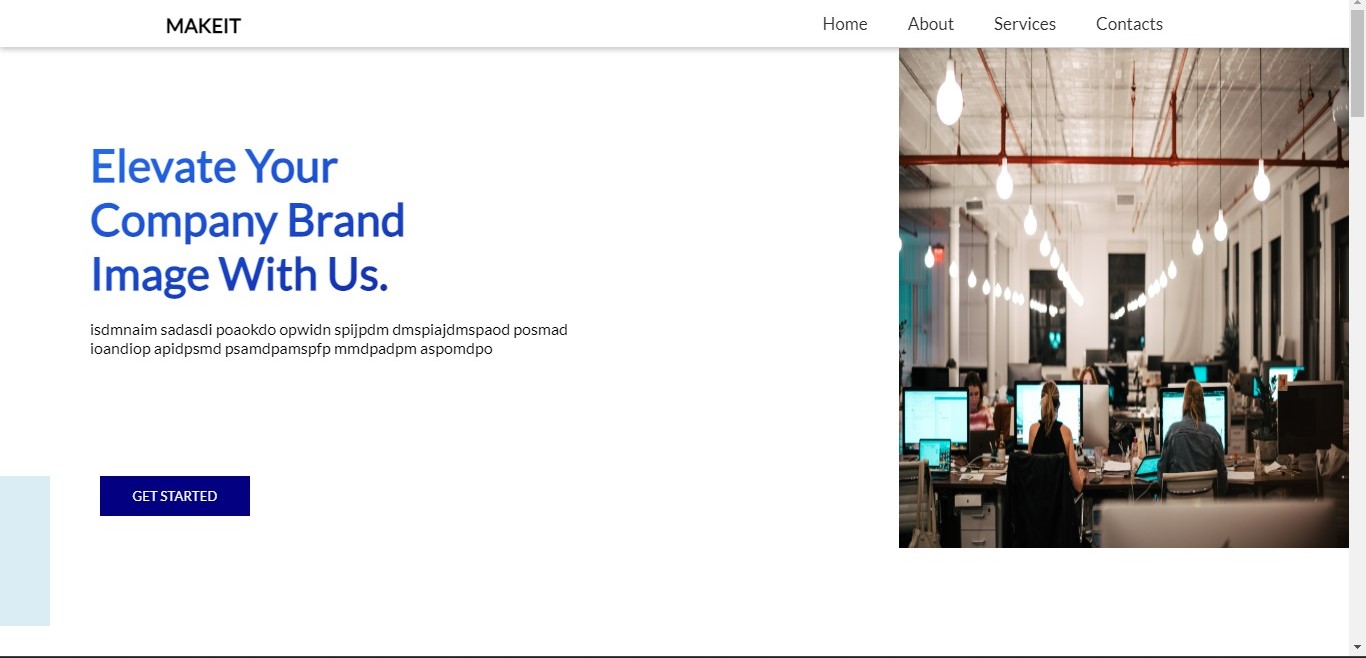 MAKEIT
Home About Services Contacts
Elevate Your
Company Brand
Image With Us.
isdmnaim sadasdi poaokdo opwidn spijpdm dmspiajdmspaod posmad
ioandiop apidpsmd psamdpamspfp mmdpadpm aspomdpo
GET STARTED